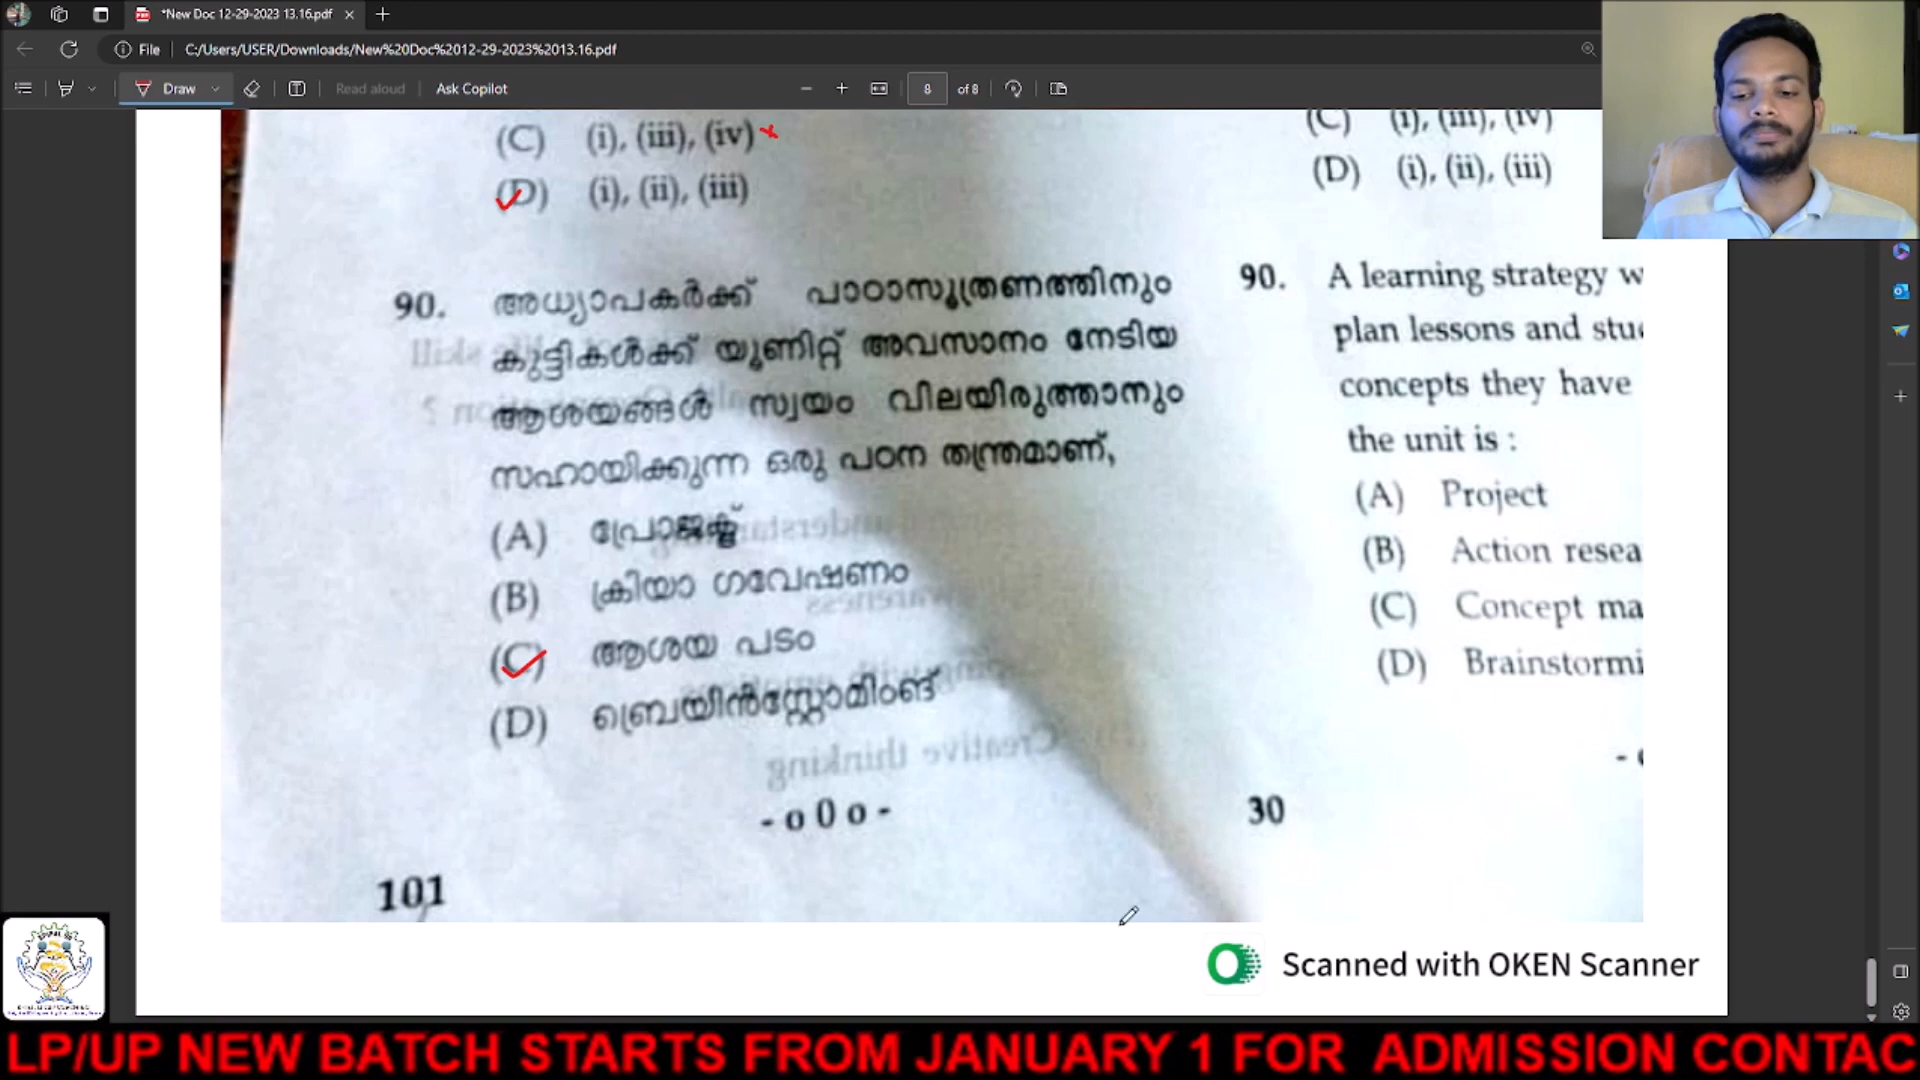 *New Doc 12-29-2023 13.16.pdf
File C:/Users/USER/Downloads/New%20Doc%2012-29-2023%2013.16.pdf
Draw Read aloud Ask Copilot 8 of 8
(C) (i), (iii), (iv)
(D) (i), (ii), (iii)
90. അധ്യാപകർക്ക് പാഠാസൂത്രണത്തിനും
കുട്ടികൾക്ക് യൂണിറ്റ് അവസാനം നേടിയ
ആശയങ്ങൾ സ്വയം വിലയിരുത്താനും
സഹായിക്കുന്ന ഒരു പഠന തന്ത്രമാണ്,
(A) പ്രോജക്ട്
(B) ക്രിയാ ഗവേഷണം
(C) ആശയ പടം
(D) ബ്രെയിൻസ്റ്റോമിംങ്
- o 0 o -
101
(C) (i), (iii), (iv)
(D) (i), (ii), (iii)
90. A learning strategy w
plan lessons and stu
concepts they have
the unit is :
(A) Project
(B) Action resea
(C) Concept ma
(D) Brainstormi
30
Scanned with OKEN Scanner
LP/UP NEW BATCH STARTS FROM JANUARY 1 FOR ADMISSION CONTAC